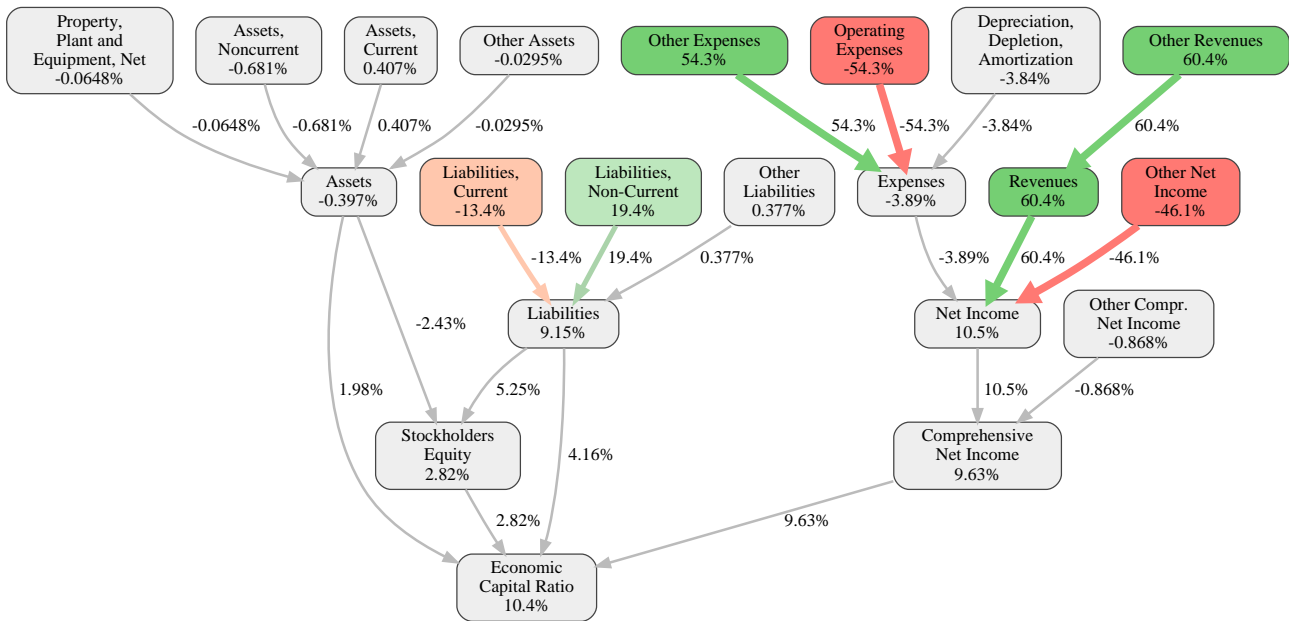 Property,
Plant and
Equipment, Net
-0.0648%
Assets,
Noncurrent
-0.681%
Assets,
Current
0.407%
Other Assets
-0.0295%
Other Expenses
54.3%
Operating
Expenses
-54.3%
Depreciation,
Depletion,
Amortization
-3.84%
Other Revenues
60.4%
-0.0648%
-0.681%
0.407%
-0.0295%
54.3%
-54.3%
-3.84%
60.4%
Assets
-0.397%
Liabilities,
Current
-13.4%
Liabilities,
Non-Current
19.4%
Other
Liabilities
0.377%
Expenses
-3.89%
Revenues
60.4%
Other Net
Income
-46.1%
-13.4%
19.4%
0.377%
-3.89%
60.4%
-46.1%
Liabilities
9.15%
Net Income
10.5%
Other Compr.
Net Income
-0.868%
-2.43%
1.98%
5.25%
10.5%
-0.868%
Stockholders
Equity
2.82%
4.16%
Comprehensive
Net Income
9.63%
2.82%
9.63%
Economic
Capital Ratio
10.4%